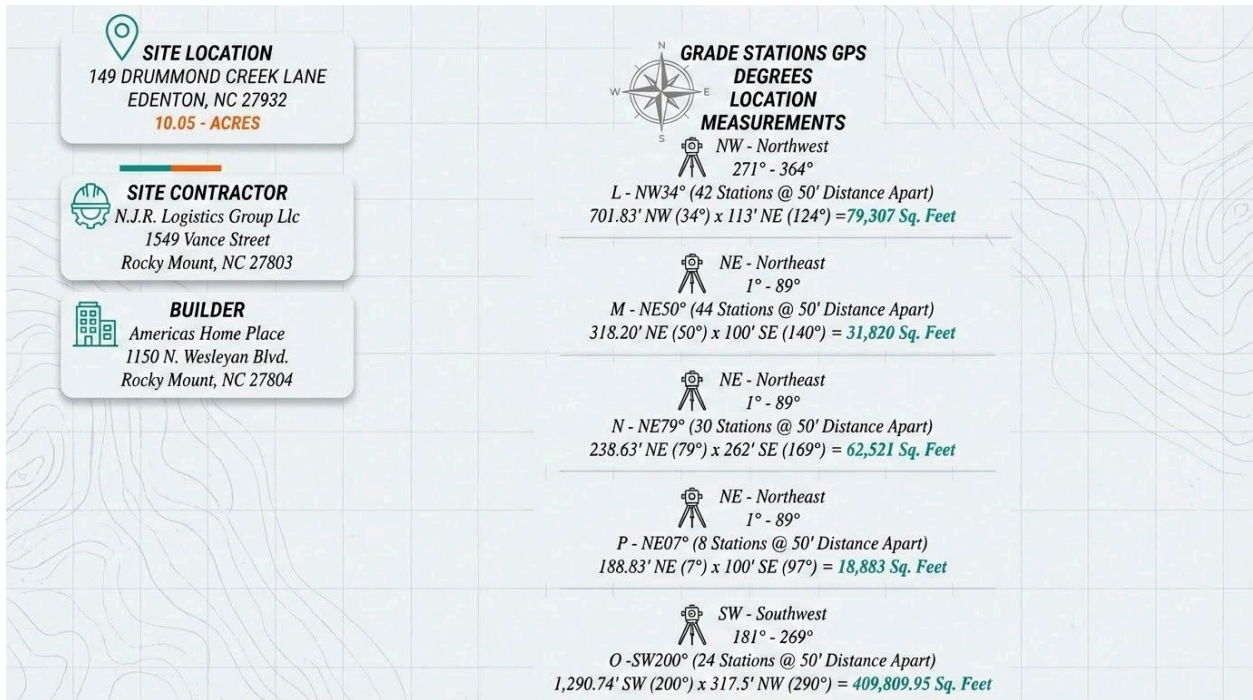 SITE LOCATION
149 DRUMMOND CREEK LANE
EDENTON, NC 27932
10.05 - ACRES
SITE CONTRACTOR
N.J.R. Logistics Group Llc
1549 Vance Street
Rocky Mount, NC 27803
BUILDER
Americas Home Place
1150 N. Wesleyan Blvd.
Rocky Mount, NC 27804
N
W
E
S
GRADE STATIONS GPS
DEGREES
LOCATION
MEASUREMENTS
NW - Northwest
271° - 364°
L - NW34° (42 Stations @ 50' Distance Apart)
701.83' NW (34°) x 113' NE (124°) =79,307 Sq. Feet
NE - Northeast
1° - 89°
M - NE50° (44 Stations @ 50' Distance Apart)
318.20' NE (50°) x 100' SE (140°) = 31,820 Sq. Feet
NE - Northeast
1° - 89°
N - NE79° (30 Stations @ 50' Distance Apart)
238.63' NE (79°) x 262' SE (169°) = 62,521 Sq. Feet
NE - Northeast
1° - 89°
P - NE07° (8 Stations @ 50' Distance Apart)
188.83' NE (7°) x 100' SE (97°) = 18,883 Sq. Feet
SW - Southwest
181° - 269°
O -SW200° (24 Stations @ 50' Distance Apart)
1,290.74' SW (200°) x 317.5' NW (290°) = 409,809.95 Sq. Feet